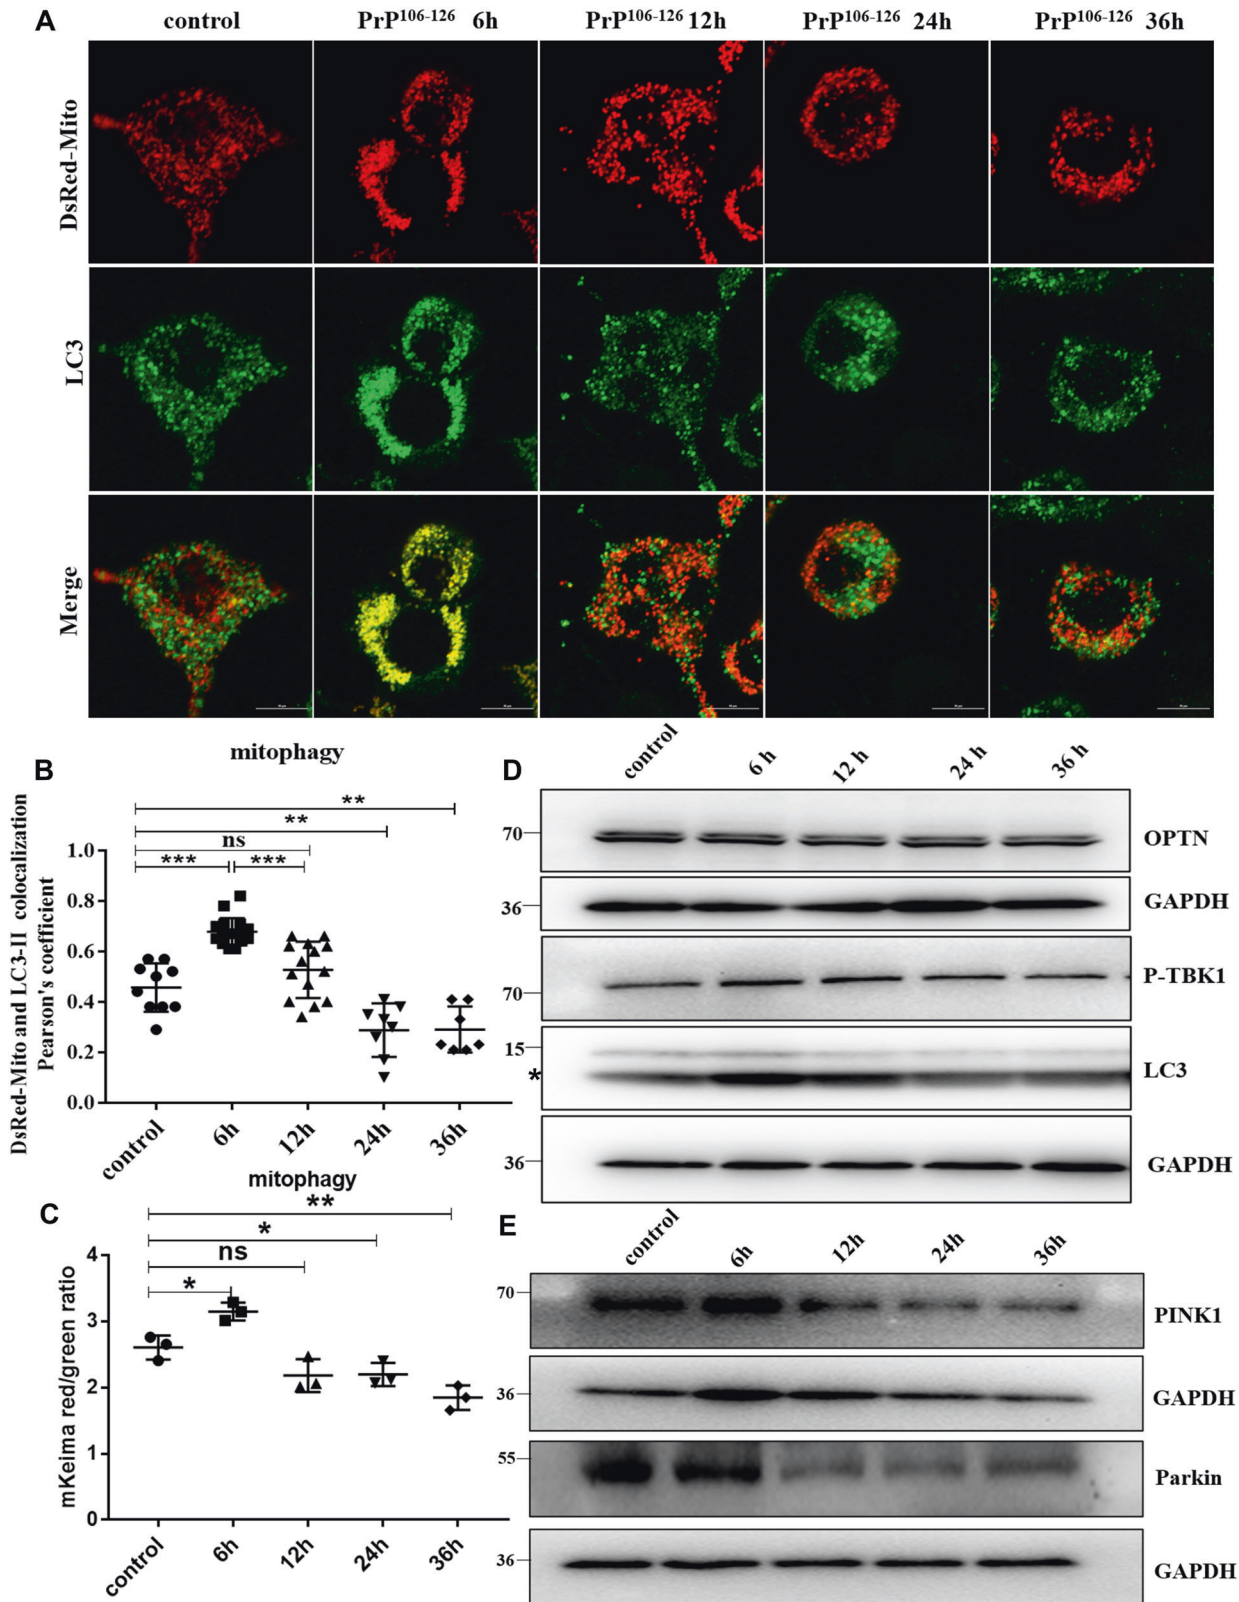 A
control PrP106-126 6h PrP106-126 12h PrP106-126 24h PrP106-126 36h
DsRed-Mito
LC3
Merge
B
mitophagy
DsRed-Mito and LC3-II colocalization
Pearson's coefficient
**
**
ns
*** ***
1.0
0.8
0.6
0.4
0.2
0.0
control 6h 12h 24h 36h
C
mitophagy
mKeima red/green ratio
**
*
ns
*
4
3
2
1
0
control 6h 12h 24h 36h
D
control 6 h 12 h 24 h 36 h
70 OPTN
36 GAPDH
70 P-TBK1
15
* LC3
36 GAPDH
E
control 6h 12h 24h 36h
70 PINK1
36 GAPDH
55 Parkin
36 GAPDH